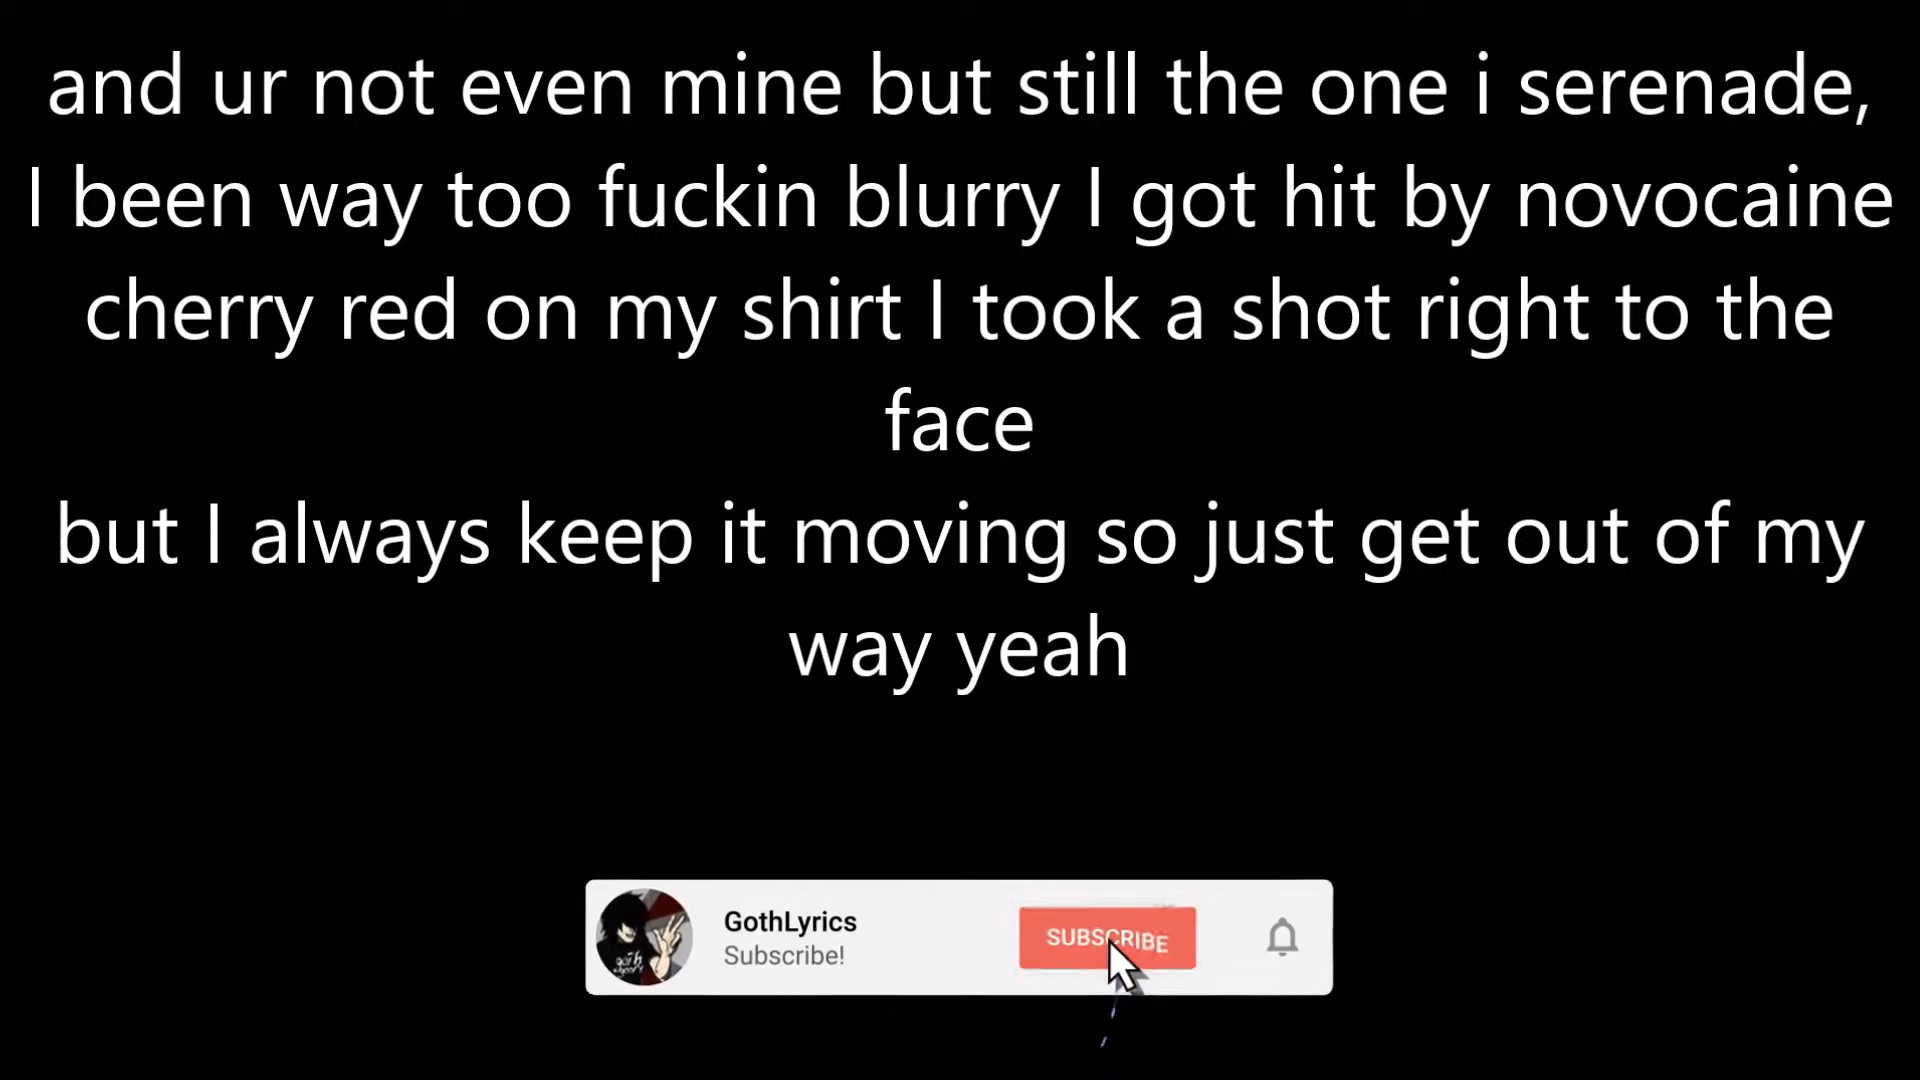 and ur not even mine but still the one i serenade,
I been way too fuckin blurry I got hit by novocaine
cherry red on my shirt I took a shot right to the
face
but I always keep it moving so just get out of my
way yeah
GothLyrics
Subscribe!
SUBSCRIBE